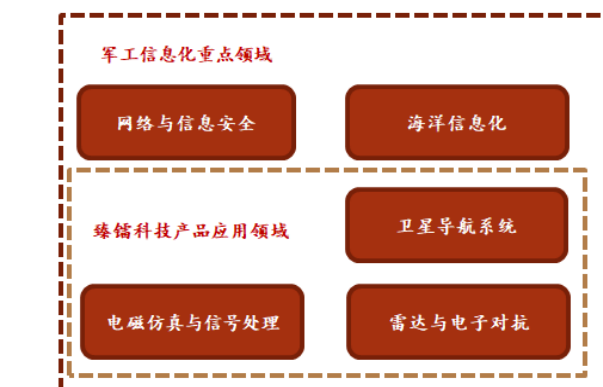 军工信息化重点领域
网络与信息安全
海洋信息化
臻镭科技产品应用领域
卫星导航系统
电磁仿真与信号处理
雷达与电子对抗